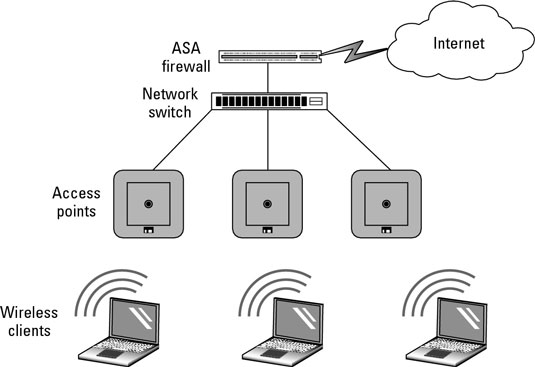 ASA
firewall
Internet
Network
switch
Access
points
Wireless
clients